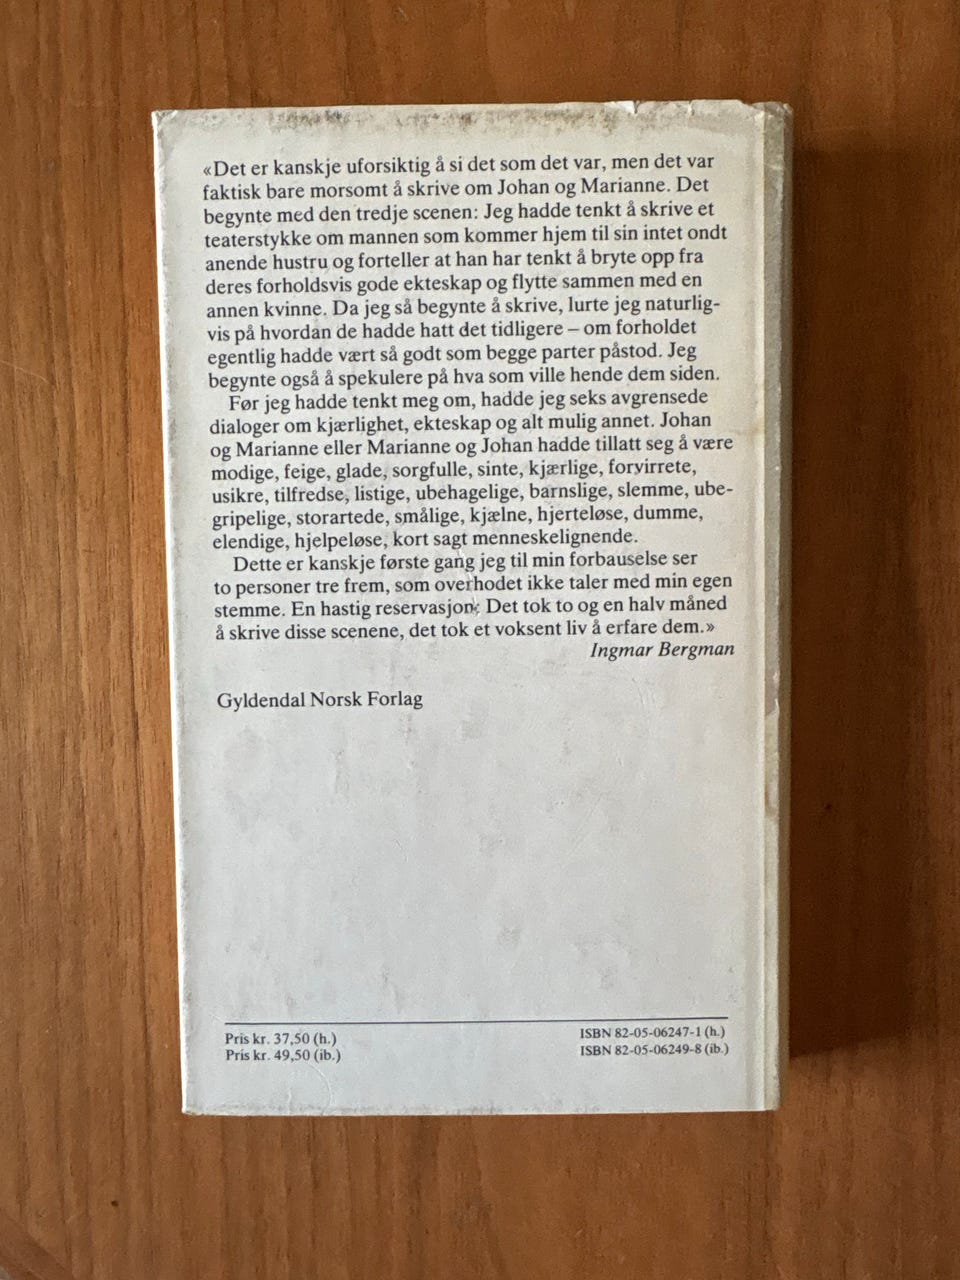 «Det er kanskje uforsiktig å si det som det var, men det var
faktisk bare morsomt å skrive om Johan og Marianne. Det
begynte med den tredje scenen: Jeg hadde tenkt å skrive et
teaterstykke om mannen som kommer hjem til sin intet ondt
anende hustru og forteller at han har tenkt å bryte opp fra
deres forholdsvis gode ekteskap og flytte sammen med en
annen kvinne. Da jeg så begynte å skrive, lurte jeg naturlig-
vis på hvordan de hadde hatt det tidligere – om forholdet
egentlig hadde vært så godt som begge parter påstod. Jeg
begynte også å spekulere på hva som ville hende dem siden.
Før jeg hadde tenkt meg om, hadde jeg seks avgrensede
dialoger om kjærlighet, ekteskap og alt mulig annet. Johan
og Marianne eller Marianne og Johan hadde tillatt seg å være
modige, feige, glade, sorgfulle, sinte, kjærlige, forvirrete,
usikre, tilfredse, listige, ubehagelige, barnslige, slemme, ube-
gripelige, storartede, smålige, kjælne, hjerteløse, dumme,
elendige, hjelpeløse, kort sagt menneskelignende.
Dette er kanskje første gang jeg til min forbauselse ser
to personer tre frem, som overhodet ikke taler med min egen
stemme. En hastig reservasjon: Det tok to og en halv måned
å skrive disse scenene, det tok et voksent liv å erfare dem.»
Ingmar Bergman
Gyldendal Norsk Forlag
Pris kr. 37,50 (h.)
Pris kr. 49,50 (ib.)
ISBN 82-05-06247-1 (h.)
ISBN 82-05-06249-8 (ib.)